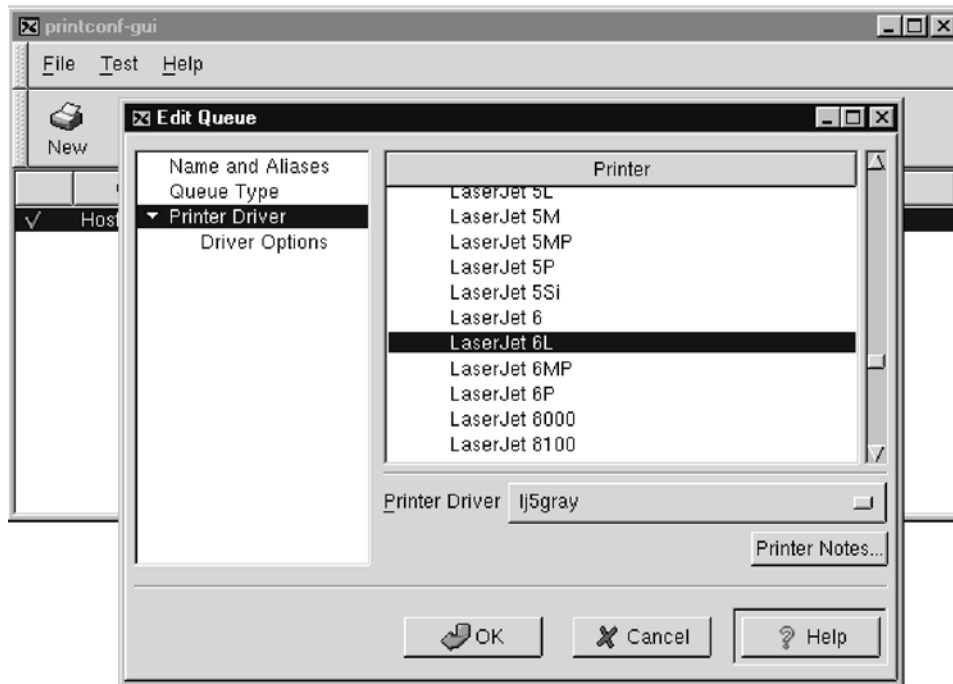 printconf-gui
File Test Help
New
Host
Edit Queue
Name and Aliases
Queue Type
Printer Driver
Driver Options
Printer
LaserJet 5L
LaserJet 5M
LaserJet 5MP
LaserJet 5P
LaserJet 5Si
LaserJet 6
LaserJet 6L
LaserJet 6MP
LaserJet 6P
LaserJet 8000
LaserJet 8100
Printer Driver lj5gray
Printer Notes...
OK Cancel Help